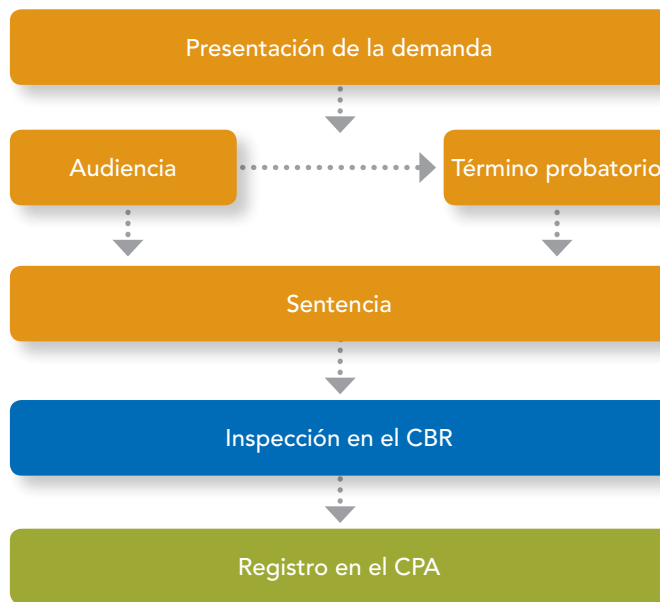 Presentación de la demanda
Audiencia
Término probatorio
Sentencia
Inspección en el CBR
Registro en el CPA